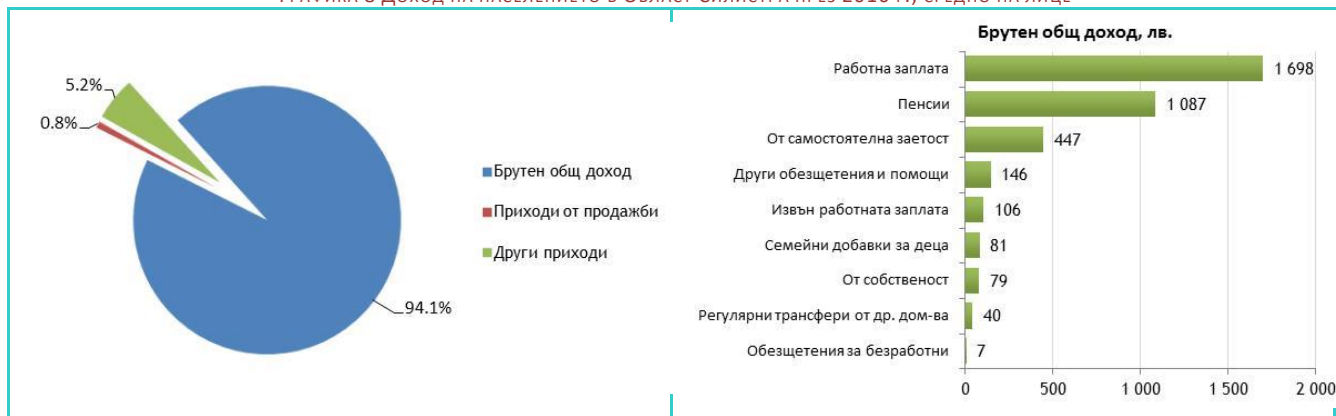 5.2%
0.8%
94.1%
Брутен общ доход
Приходи от продажби
Други приходи
Брутен общ доход, лв.
Работна заплата 1 698
Пенсии 1 087
От самостоятелна заетост 447
Други обезщетения и помощи 146
Извън работната заплата 106
Семейни добавки за деца 81
От собственост 79
Регулярни трансфери от др. дом-ва 40
Обезщетения за безработни 7
0 500 1 000 1 500 2 000